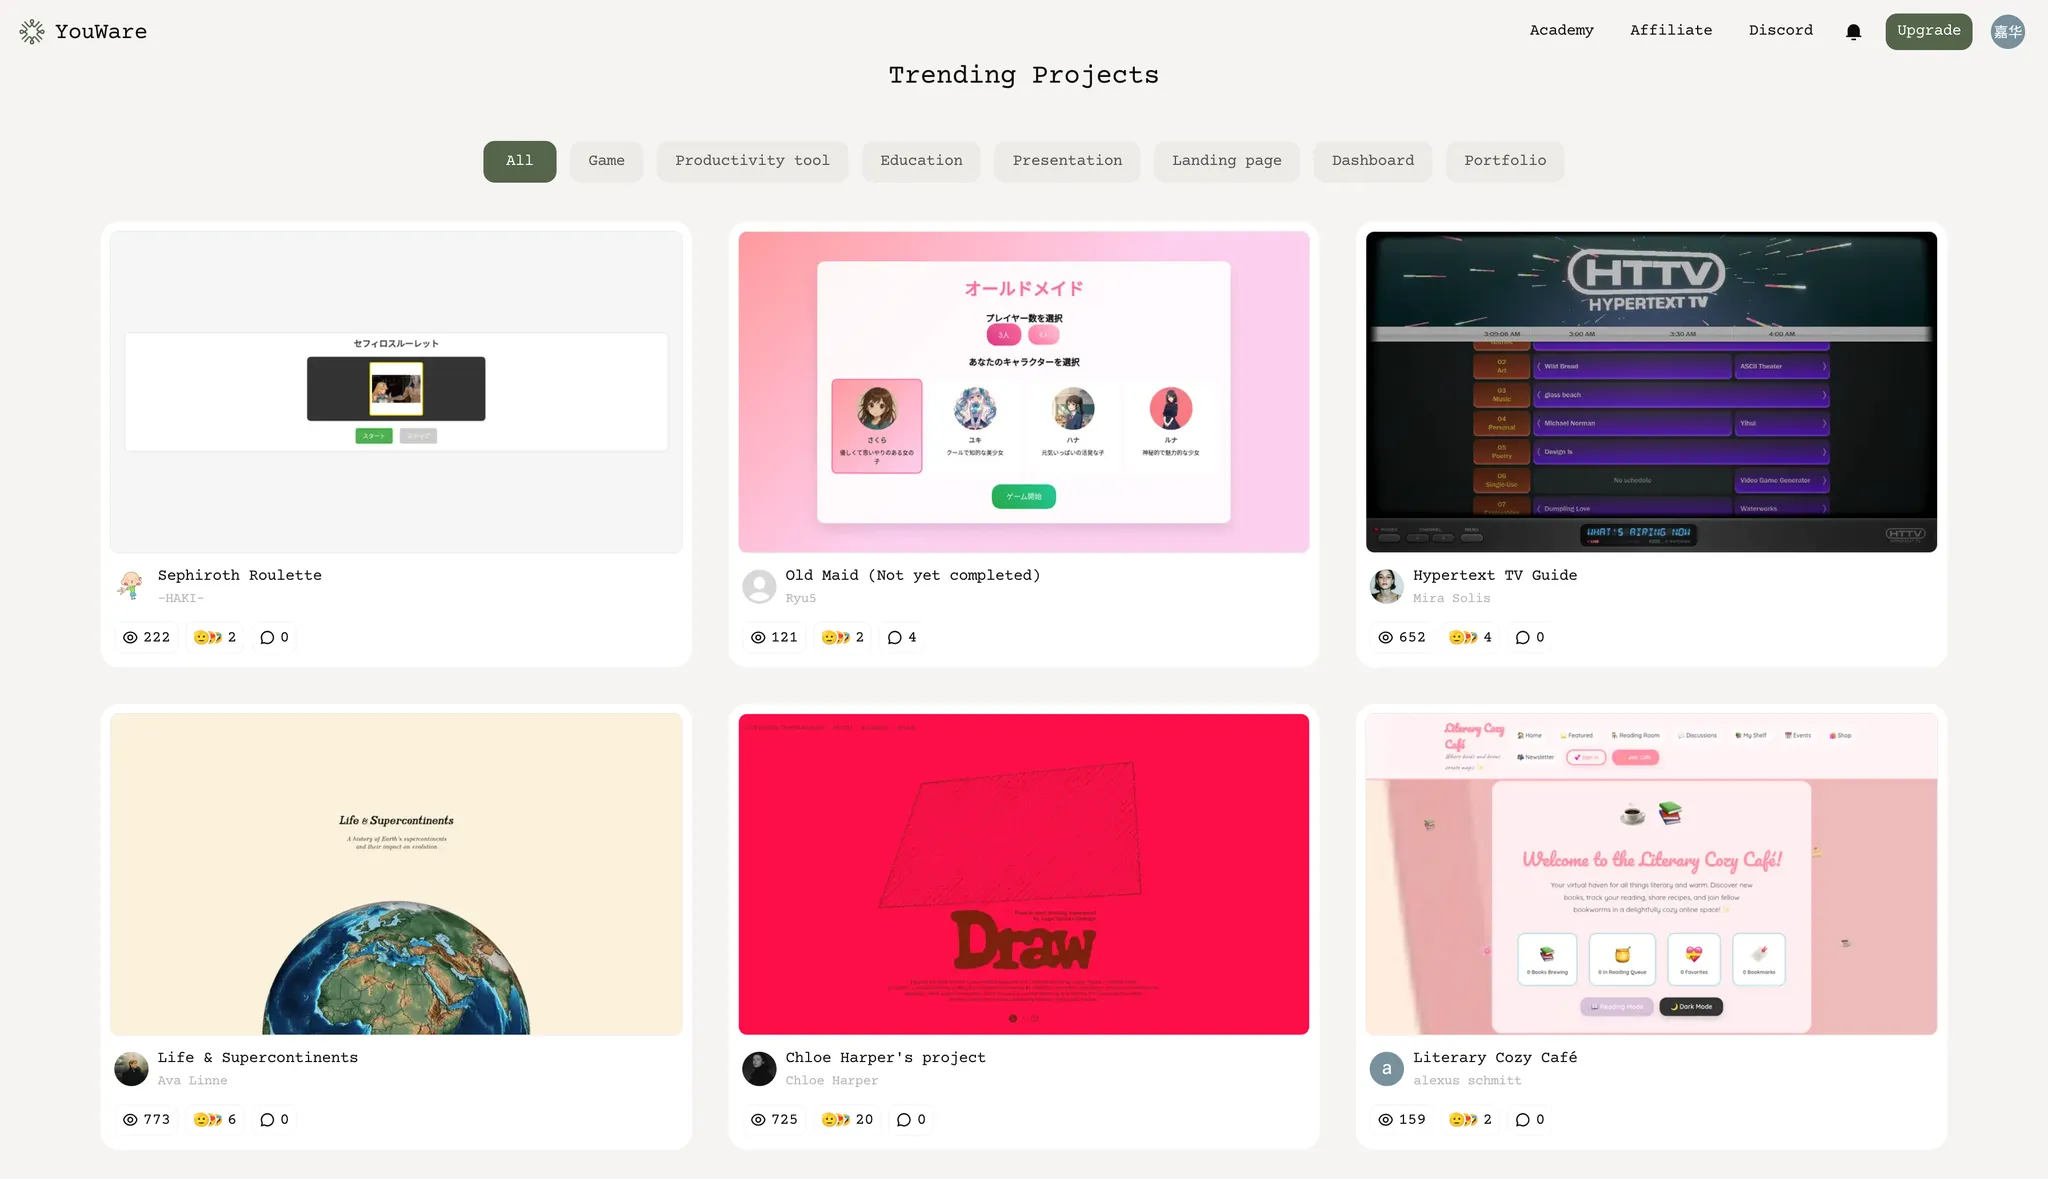 YouWare
Academy
Affiliate
Discord
Upgrade
嘉华
Trending Projects
All
Game
Productivity tool
Education
Presentation
Landing page
Dashboard
Portfolio
セフィロスルーレット
スタート
Sephiroth Roulette
-HAKI-
222
2
0
オールドメイド
プレイヤー数を選択
3人
あなたのキャラクターを選択
さくら
優しくて思いやりのある女の
子
ユキ
クールで知的な美少女
ハナ
元気いっぱいの活発な子
ルナ
神秘的で魅力的な少女
ゲーム開始
Old Maid (Not yet completed)
Ryu5
121
2
4
HTTV
HYPERTEXT TV
3:09:06 AM
3:00 AM
3:30 AM
4:00 AM
02
Art
Wild Bread
ASCII Theater
03
Music
glass beach
04
Personal
Michael Norman
Yihui
05
Poetry
Design Is
06
Single-Use
No schedule
Video Game Generator
07
Dumpling Love
Waterworks
POWER
CHANNEL
MENU
WHAT'S AIRING NOW
HTTV
Hypertext TV Guide
Mira Solis
652
4
0
Life & Supercontinents
A history of Earth's supercontinents
and their impact on evolution
Life & Supercontinents
Ava Linne
773
6
0
Draw
Chloe Harper's project
Chloe Harper
725
20
0
Literary Cozy
Café
Where books and brews
create magic
Home
Featured
Reading Room
Discussions
My Shelf
Events
Shop
Newsletter
Sign In
Welcome to the Literary Cozy Café!
Your virtual haven for all things literary and warm. Discover new
books, track your reading, share recipes, and join fellow
bookworms in a delightfully cozy online space!
0 Books Brewing
0 In Reading Queue
0 Favorites
0 Bookmarks
Reading Mode
Dark Mode
a
Literary Cozy Café
alexus schmitt
159
2
0